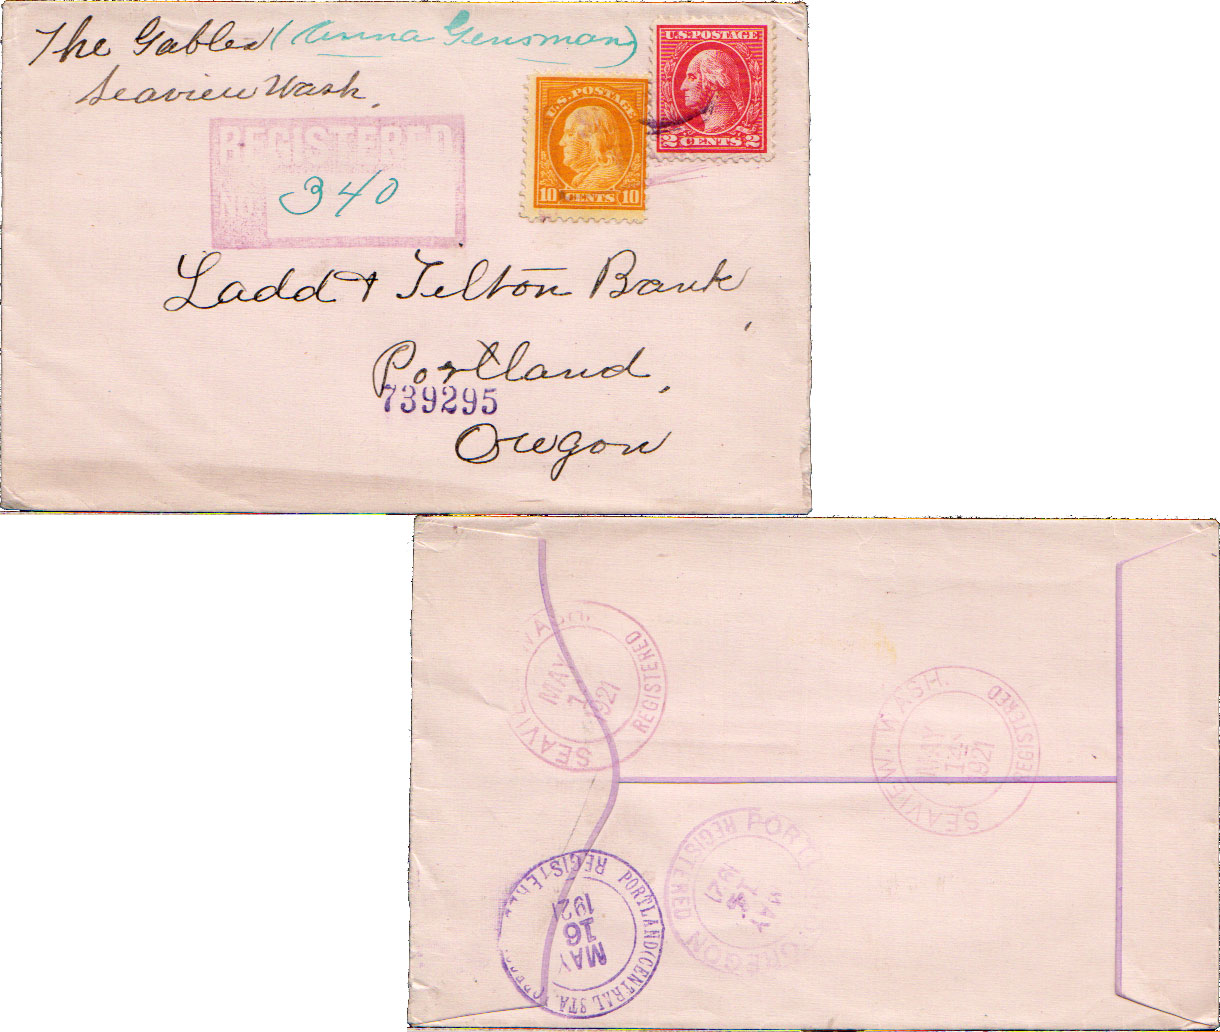 The Gables (Anna Gensman)
Seaview Wash.
U.S. POSTAGE
2 CENTS 2
U.S. POSTAGE
10 CENTS 10
REGISTERED
No. 340
Ladd & Tilton Bank,
Portland,
739295
Oregon
WASH.
REGISTERED
MAY
1921
SEAVIEW, WASH.
REGISTERED
MAY
14
1921
PORTLAND, OREGON
REGISTERED
MAY
REGISTERED
PORTLAND (CENTRAL STA.
MAY
16
1921